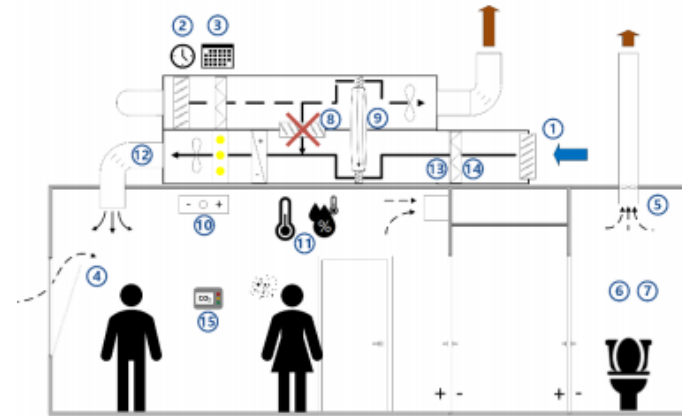 ② ③
⑧ ⑨ ①
⑫ + - ⑬ ⑭
- ○ +
⑩ ⑪ % ⑤
④ ⑥ ⑦
CO₂
⑮
+ - + -